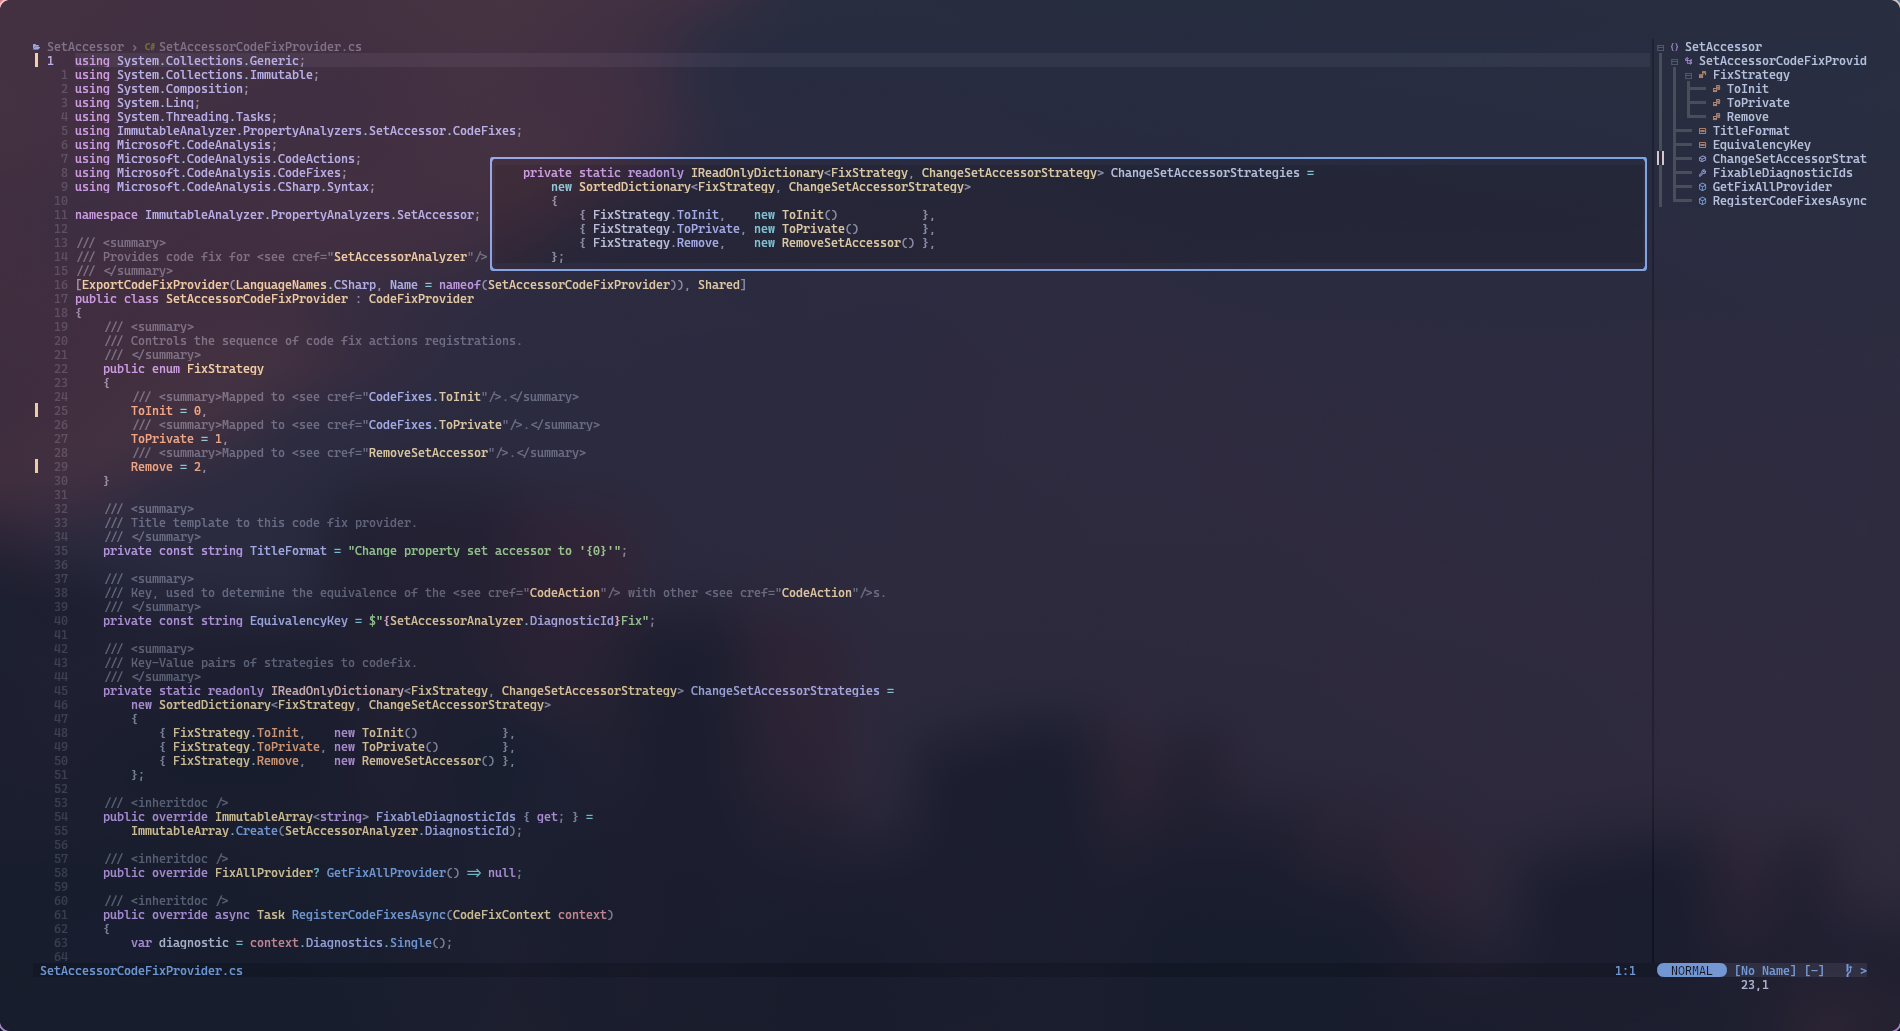 SetAccessor › C# SetAccessorCodeFixProvider.cs
1 using System.Collections.Generic;
1 using System.Collections.Immutable;
2 using System.Composition;
3 using System.Linq;
4 using System.Threading.Tasks;
5 using ImmutableAnalyzer.PropertyAnalyzers.SetAccessor.CodeFixes;
6 using Microsoft.CodeAnalysis;
7 using Microsoft.CodeAnalysis.CodeActions;
8 using Microsoft.CodeAnalysis.CodeFixes;
9 using Microsoft.CodeAnalysis.CSharp.Syntax;
10
11 namespace ImmutableAnalyzer.PropertyAnalyzers.SetAccessor;
12
13 /// <summary>
14 /// Provides code fix for <see cref="SetAccessorAnalyzer"/>
15 /// </summary>
16 [ExportCodeFixProvider(LanguageNames.CSharp, Name = nameof(SetAccessorCodeFixProvider)), Shared]
17 public class SetAccessorCodeFixProvider : CodeFixProvider
18 {
19 /// <summary>
20 /// Controls the sequence of code fix actions registrations.
21 /// </summary>
22 public enum FixStrategy
23 {
24 /// <summary>Mapped to <see cref="CodeFixes.ToInit"/>.</summary>
25 ToInit = 0,
26 /// <summary>Mapped to <see cref="CodeFixes.ToPrivate"/>.</summary>
27 ToPrivate = 1,
28 /// <summary>Mapped to <see cref="RemoveSetAccessor"/>.</summary>
29 Remove = 2,
30 }
31
32 /// <summary>
33 /// Title template to this code fix provider.
34 /// </summary>
35 private const string TitleFormat = "Change property set accessor to '{0}'";
36
37 /// <summary>
38 /// Key, used to determine the equivalence of the <see cref="CodeAction"/> with other <see cref="CodeAction"/>s.
39 /// </summary>
40 private const string EquivalencyKey = $"{SetAccessorAnalyzer.DiagnosticId}Fix";
41
42 /// <summary>
43 /// Key-Value pairs of strategies to codefix.
44 /// </summary>
45 private static readonly IReadOnlyDictionary<FixStrategy, ChangeSetAccessorStrategy> ChangeSetAccessorStrategies =
46 new SortedDictionary<FixStrategy, ChangeSetAccessorStrategy>
47 {
48 { FixStrategy.ToInit, new ToInit() },
49 { FixStrategy.ToPrivate, new ToPrivate() },
50 { FixStrategy.Remove, new RemoveSetAccessor() },
51 };
52
53 /// <inheritdoc />
54 public override ImmutableArray<string> FixableDiagnosticIds { get; } =
55 ImmutableArray.Create(SetAccessorAnalyzer.DiagnosticId);
56
57 /// <inheritdoc />
58 public override FixAllProvider? GetFixAllProvider() => null;
59
60 /// <inheritdoc />
61 public override async Task RegisterCodeFixesAsync(CodeFixContext context)
62 {
63 var diagnostic = context.Diagnostics.Single();
64
private static readonly IReadOnlyDictionary<FixStrategy, ChangeSetAccessorStrategy> ChangeSetAccessorStrategies =
new SortedDictionary<FixStrategy, ChangeSetAccessorStrategy>
{
{ FixStrategy.ToInit, new ToInit() },
{ FixStrategy.ToPrivate, new ToPrivate() },
{ FixStrategy.Remove, new RemoveSetAccessor() },
};
{} SetAccessor
SetAccessorCodeFixProvid
FixStrategy
ToInit
ToPrivate
Remove
TitleFormat
EquivalencyKey
ChangeSetAccessorStrat
FixableDiagnosticIds
GetFixAllProvider
RegisterCodeFixesAsync
SetAccessorCodeFixProvider.cs 1:1
NORMAL [No Name] [-] >
23,1